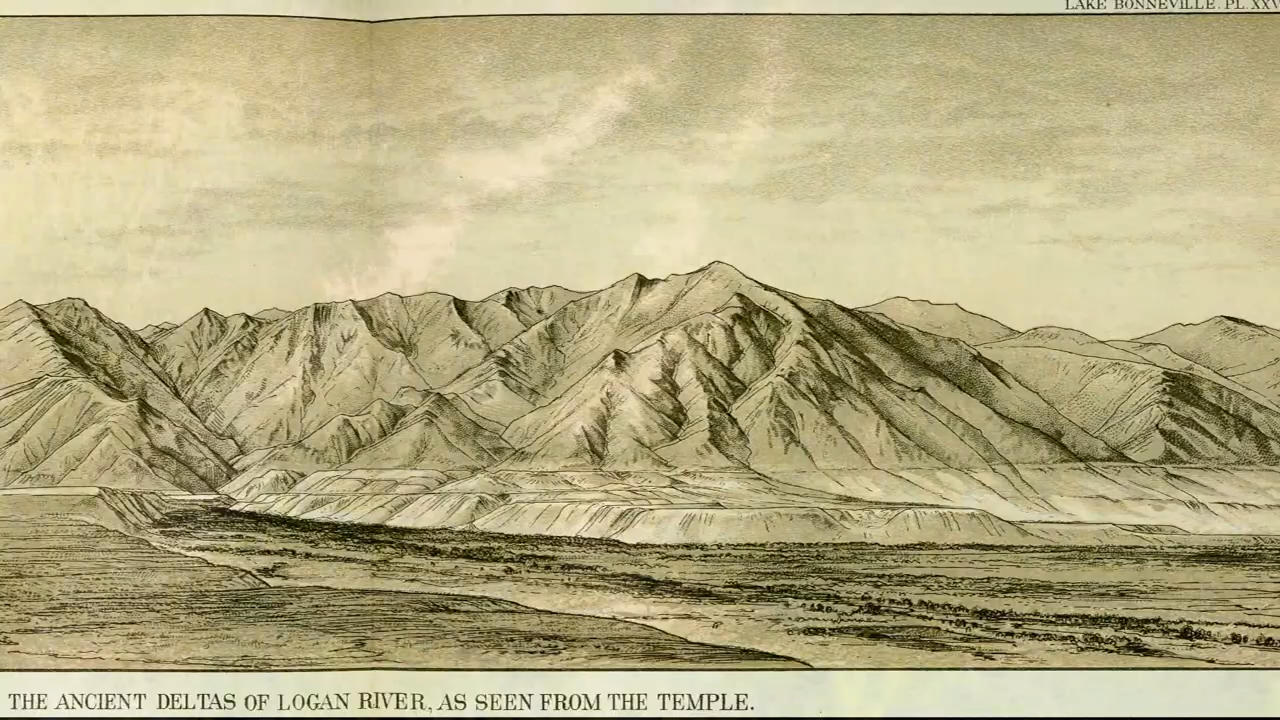 LAKE BONNEVILLE. PL. XXV
THE ANCIENT DELTAS OF LOGAN RIVER, AS SEEN FROM THE TEMPLE.